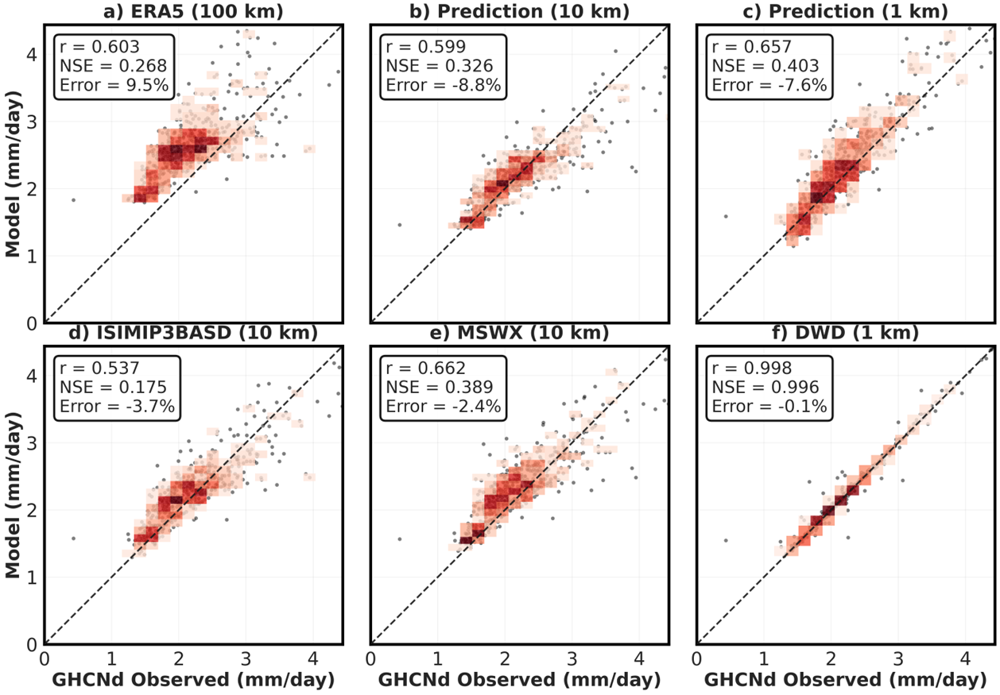 a) ERA5 (100 km)
b) Prediction (10 km)
c) Prediction (1 km)
r = 0.603
NSE = 0.268
Error = 9.5%
r = 0.599
NSE = 0.326
Error = -8.8%
r = 0.657
NSE = 0.403
Error = -7.6%
4
3
2
1
0
Model (mm/day)
d) ISIMIP3BASD (10 km)
e) MSWX (10 km)
f) DWD (1 km)
r = 0.537
NSE = 0.175
Error = -3.7%
r = 0.662
NSE = 0.389
Error = -2.4%
r = 0.998
NSE = 0.996
Error = -0.1%
4
3
2
1
0
Model (mm/day)
0 1 2 3 4
0 1 2 3 4
0 1 2 3 4
GHCNd Observed (mm/day)
GHCNd Observed (mm/day)
GHCNd Observed (mm/day)